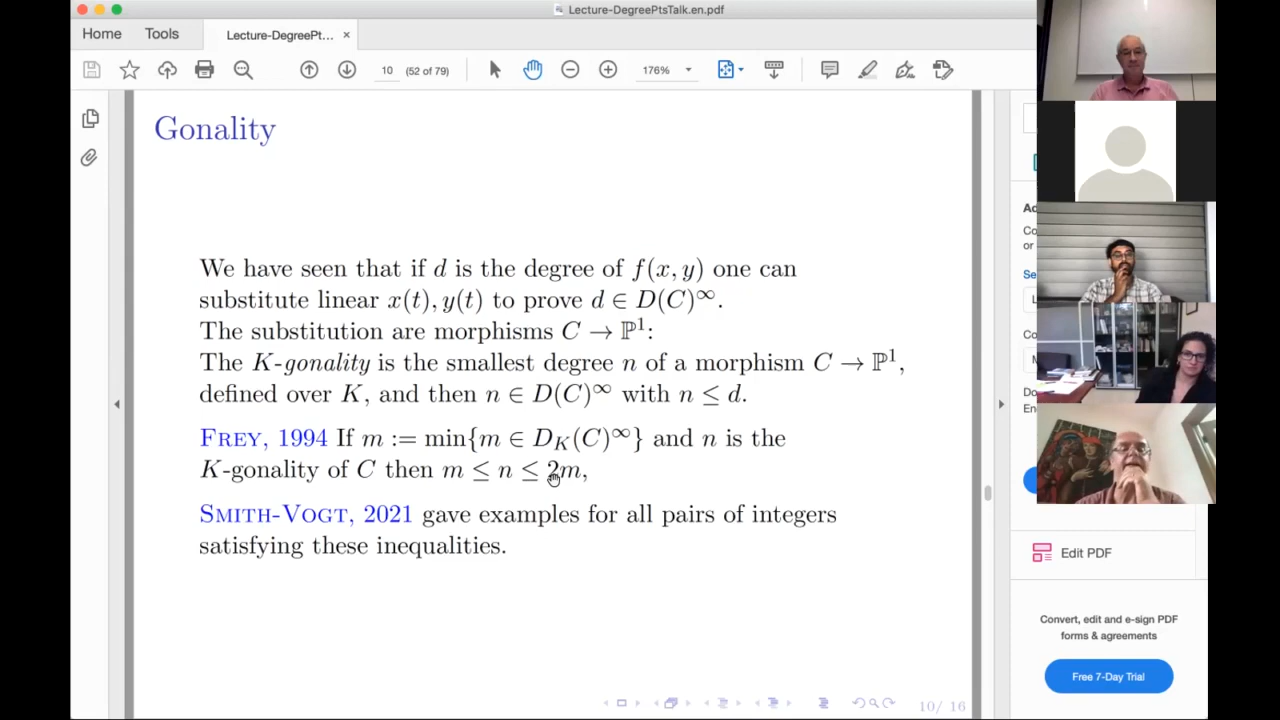 Lecture-DegreePtsTalk.en.pdf
Home Tools Lecture-DegreePt... ×
10 (52 of 79) 176%
Gonality
We have seen that if d is the degree of f(x, y) one can
substitute linear x(t), y(t) to prove d ∈ D(C)^∞.
The substitution are morphisms C → ℙ¹:
The K-gonality is the smallest degree n of a morphism C → ℙ¹,
defined over K, and then n ∈ D(C)^∞ with n ≤ d.
Frey, 1994 If m := min{m ∈ D_K(C)^∞} and n is the
K-gonality of C then m ≤ n ≤ 2m,
Smith-Vogt, 2021 gave examples for all pairs of integers
satisfying these inequalities.
10/ 16
Edit PDF
Convert, edit and e-sign PDF
forms & agreements
Free 7-Day Trial